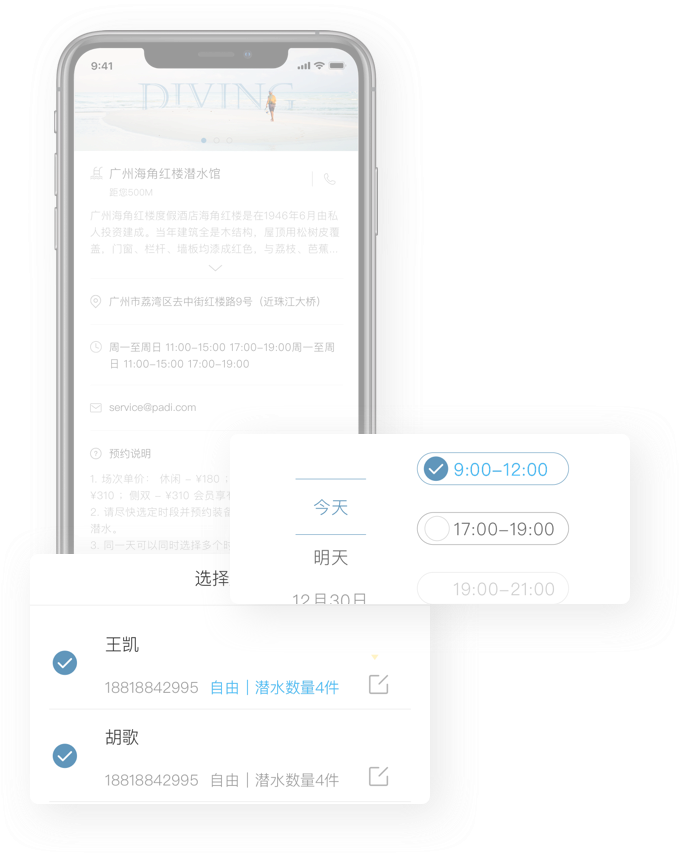 9:41
DIVING
广州海角红楼潜水馆
距您500M
广州海角红楼度假酒店海角红楼是在1946年6月由私
人投资建成。当年建筑全是木结构，屋顶用松树皮覆
盖，门窗、栏杆、墙板均漆成红色，与荔枝、芭蕉...
广州市荔湾区去中街红楼路9号（近珠江大桥）
周一至周日 11:00-15:00 17:00-19:00周一至周
日 11:00-15:00 17:00-19:00
service@padi.com
预约说明
1. 场次单价： 休闲 - ¥180 ；
¥310 ；侧双 - ¥310 会员享
2. 请尽快选定时段并预约装备
潜水。
3. 同一天可以同时选择多个时
今天
明天
12月30日
9:00-12:00
17:00-19:00
19:00-21:00
选择
王凯
18818842995 自由 | 潜水数量4件
胡歌
18818842995 自由 | 潜水数量4件